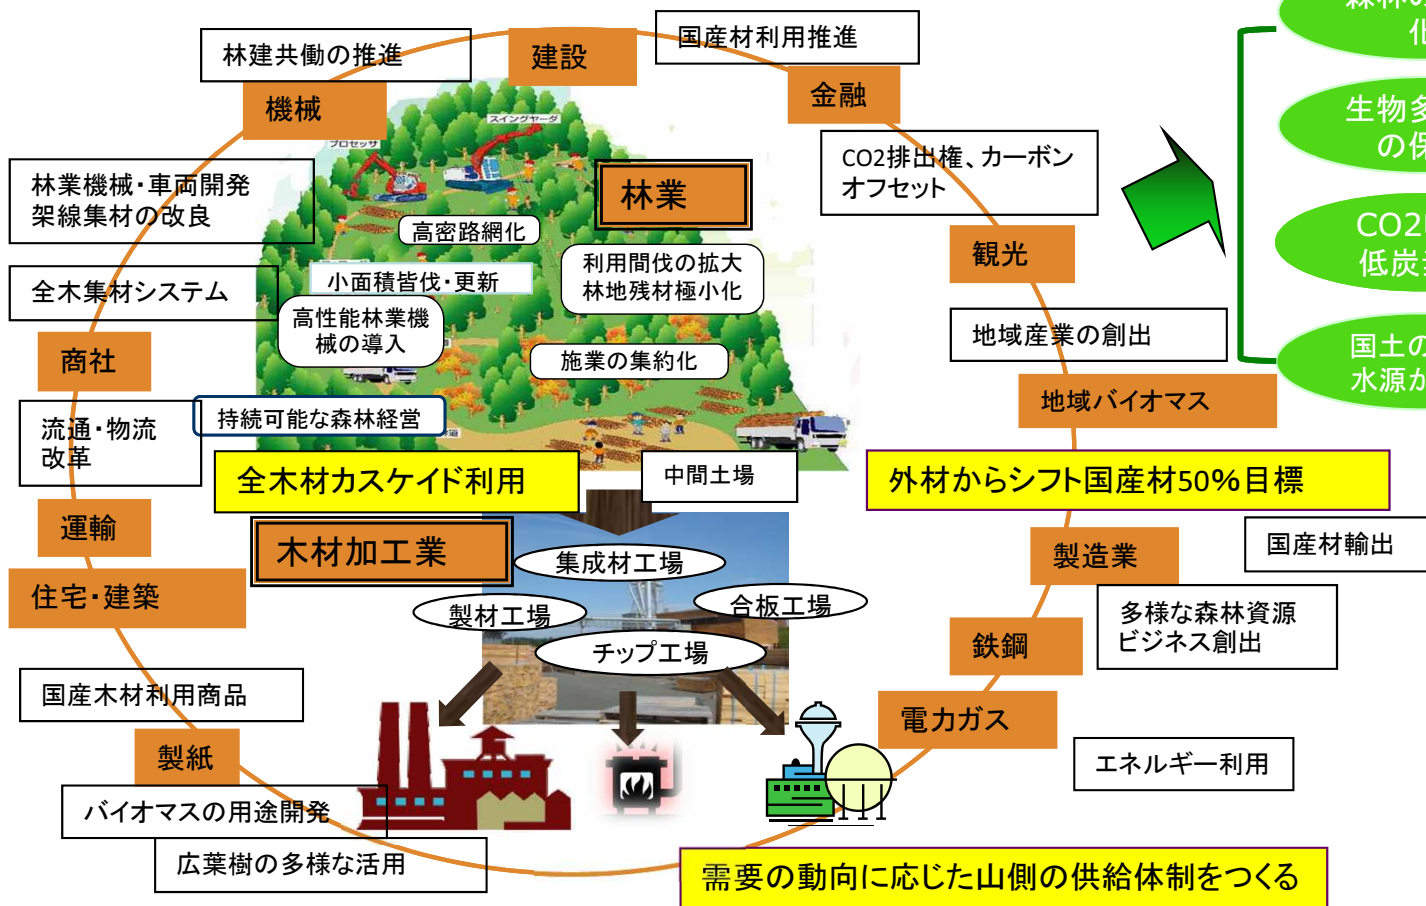 林建共働の推進
建設
国産材利用推進
機械
金融
スイングヤーダ
プロセッサ
CO2排出権、カーボン
オフセット
林業機械・車両開発
架線集材の改良
林業
高密路網化
利用間伐の拡大
林地残材極小化
観光
全木集材システム
小面積皆伐・更新
高性能林業機
械の導入
施業の集約化
地域産業の創出
商社
地域バイオマス
流通・物流
改革
持続可能な森林経営
全木材カスケイド利用
中間土場
外材からシフト国産材50%目標
運輸
木材加工業
集成材工場
製造業
国産材輸出
住宅・建築
製材工場
合板工場
チップ工場
多様な森林資源
ビジネス創出
鉄鋼
国産木材利用商品
電力ガス
製紙
エネルギー利用
バイオマスの用途開発
広葉樹の多様な活用
需要の動向に応じた山側の供給体制をつくる
生物多
の保
CO2
低炭
国土の
水源か